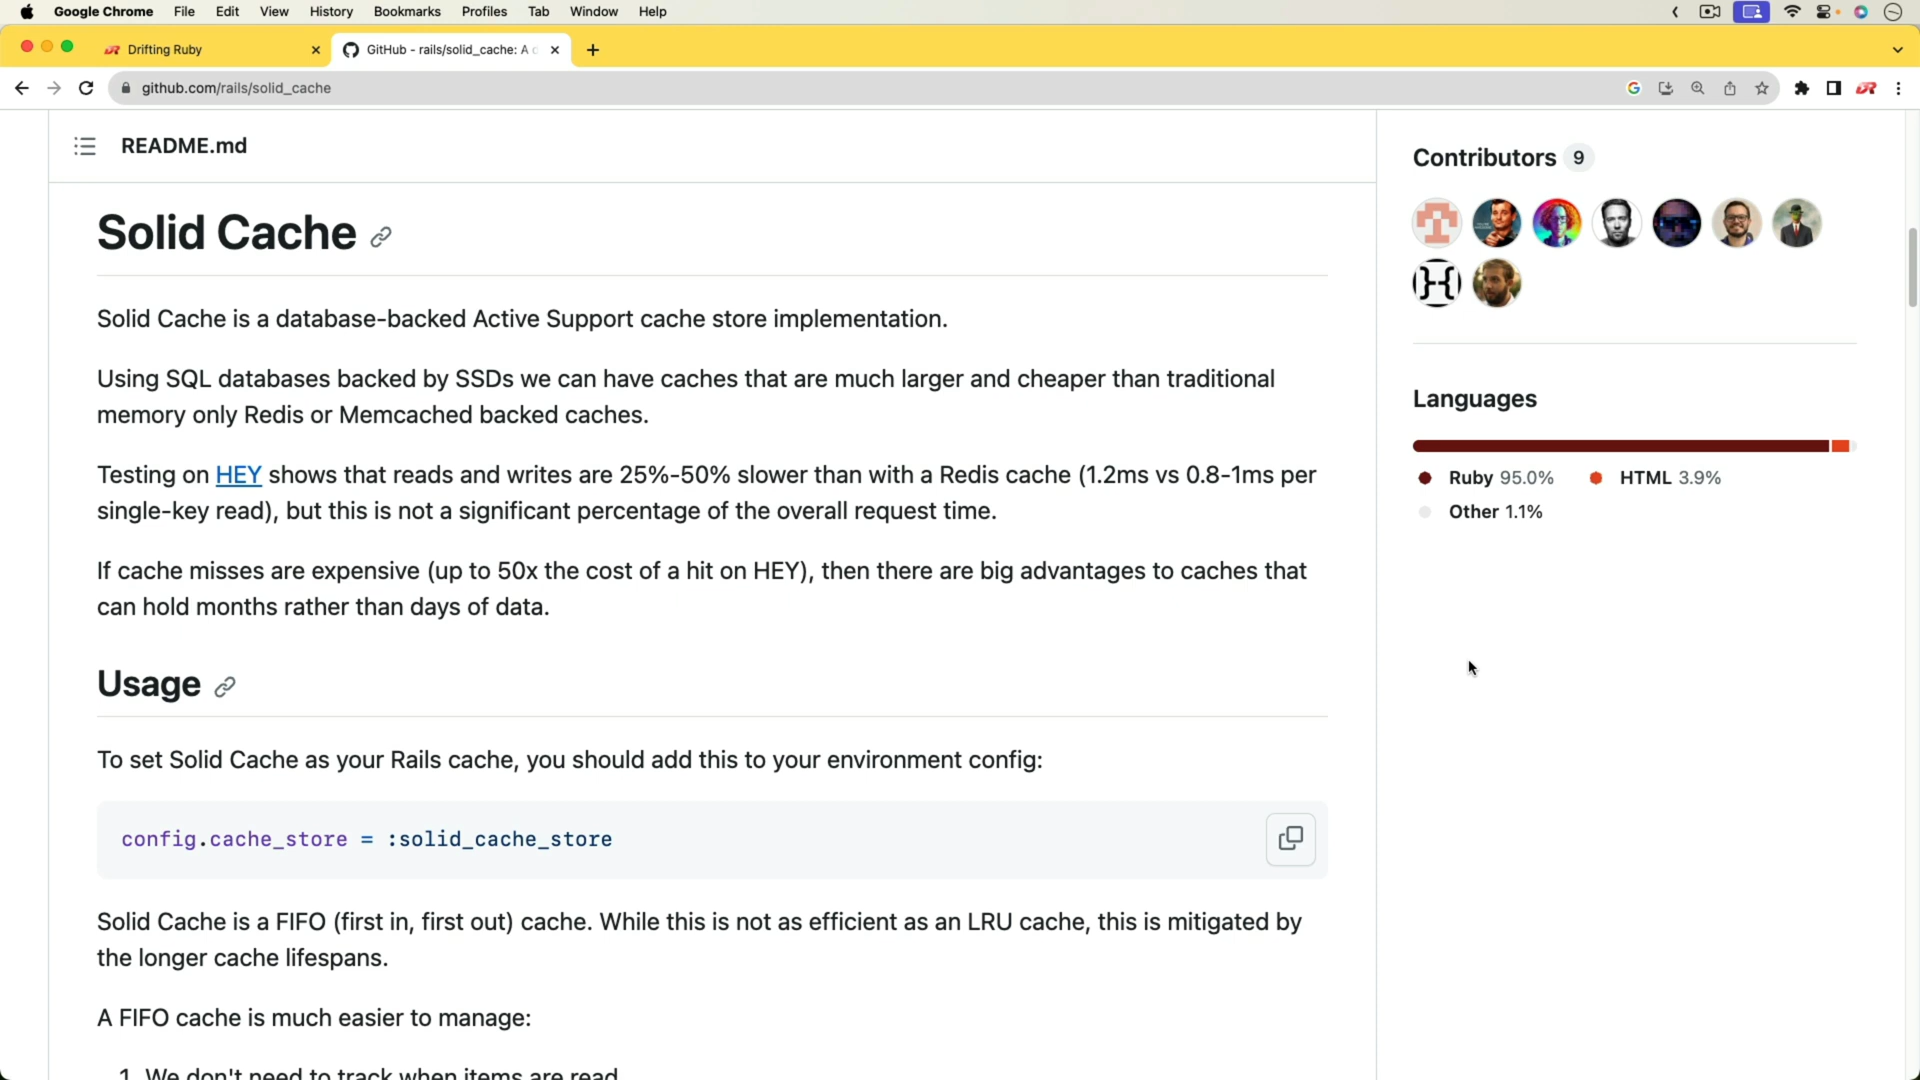 Google Chrome File Edit View History Bookmarks Profiles Tab Window Help
Drifting Ruby
GitHub - rails/solid_cache: A d
github.com/rails/solid_cache
README.md
Solid Cache
Solid Cache is a database-backed Active Support cache store implementation.
Using SQL databases backed by SSDs we can have caches that are much larger and cheaper than traditional
memory only Redis or Memcached backed caches.
Testing on HEY shows that reads and writes are 25%-50% slower than with a Redis cache (1.2ms vs 0.8-1ms per
single-key read), but this is not a significant percentage of the overall request time.
If cache misses are expensive (up to 50x the cost of a hit on HEY), then there are big advantages to caches that
can hold months rather than days of data.
Usage
To set Solid Cache as your Rails cache, you should add this to your environment config:
config.cache_store = :solid_cache_store
Solid Cache is a FIFO (first in, first out) cache. While this is not as efficient as an LRU cache, this is mitigated by
the longer cache lifespans.
A FIFO cache is much easier to manage:
1. We don't need to track when items are read
Contributors 9
Languages
Ruby 95.0% HTML 3.9%
Other 1.1%